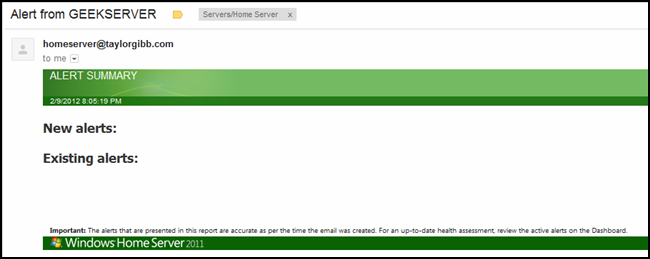 Alert from GEEKSERVER Servers/Home Server x
homeserver@taylorgibb.com
to me
ALERT SUMMARY
2/9/2012 8:05:19 PM
New alerts:
Existing alerts:
Important: The alerts that are presented in this report are accurate as per the time the email was created. For an up-to-date health assessment, review the active alerts on the Dashboard.
Windows Home Server 2011